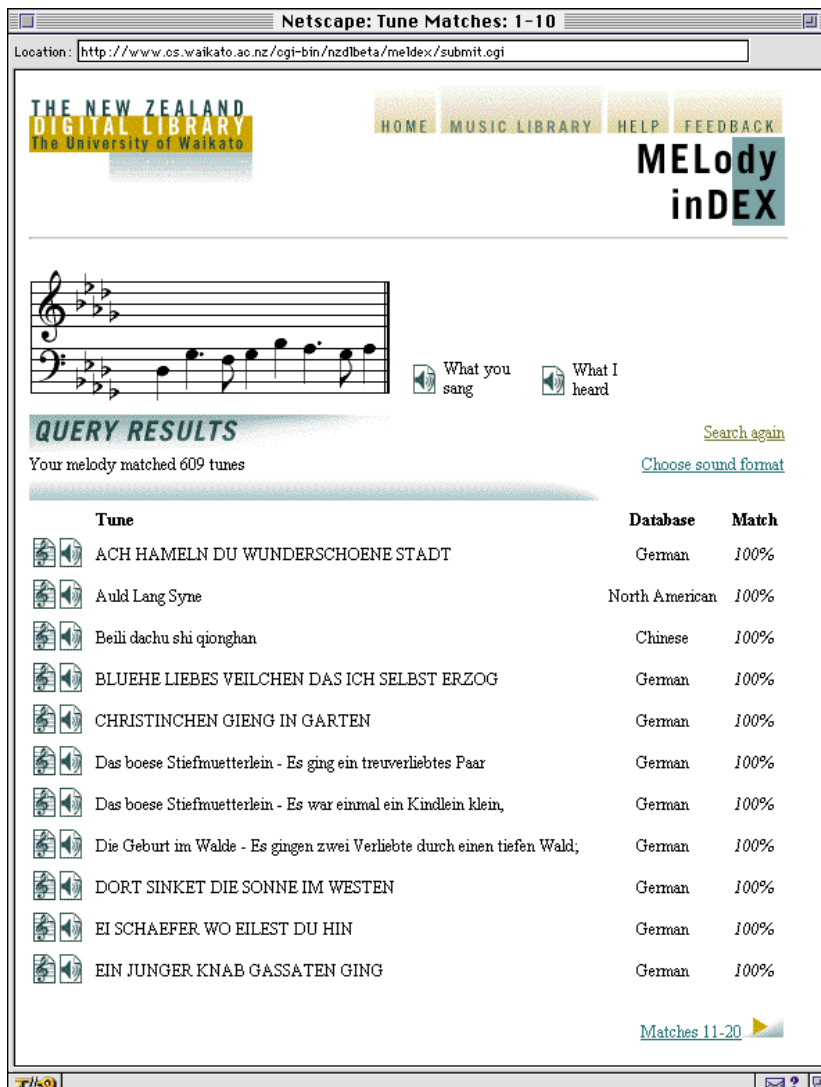 Netscape: Tune Matches: 1-10
Location: http://www.cs.waikato.ac.nz/cgi-bin/nzdlbeta/meldex/submit.cgi
THE NEW ZEALAND
DIGITAL LIBRARY
The University of Waikato
HOME MUSIC LIBRARY HELP FEEDBACK
MELody
inDEX
What you
sang
What I
heard
QUERY RESULTS
Search again
Your melody matched 609 tunes
Choose sound format
Tune Database Match
ACH HAMELN DU WUNDERSCHOENE STADT German 100%
Auld Lang Syne North American 100%
Beili dachu shi qionghan Chinese 100%
BLUEHE LIEBES VEILCHEN DAS ICH SELBST ERZOG German 100%
CHRISTINCHEN GIENG IN GARTEN German 100%
Das boese Stiefmuetterlein - Es ging ein treuverliebtes Paar German 100%
Das boese Stiefmuetterlein - Es war einmal ein Kindlein klein, German 100%
Die Geburt im Walde - Es gingen zwei Verliebte durch einen tiefen Wald; German 100%
DORT SINKET DIE SONNE IM WESTEN German 100%
EI SCHAEFER WO EILEST DU HIN German 100%
EIN JUNGER KNAB GASSATEN GING German 100%
Matches 11-20
?